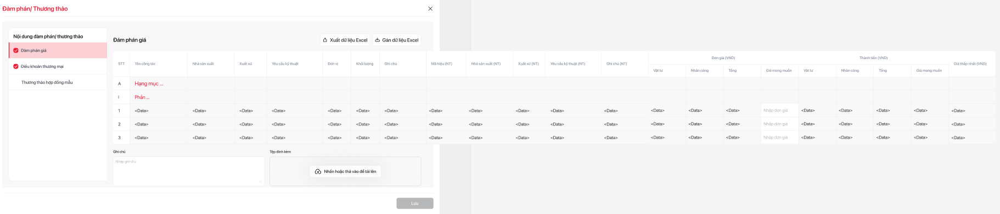 Đàm phán/ Thương thảo
Nội dung đàm phán/ thương thảo
Đàm phán giá
Điều khoản thương mại
Thương thảo hợp đồng mẫu
Đám phán giá
Xuất dữ liệu Excel
Gán dữ liệu Excel
STT Tên công tác Nhà sản xuất Xuất xứ Yêu cầu kỹ thuật Đơn vị Khối lượng Ghi chú Mã hiệu (NT) Nhà sản xuất (NT) Xuất xứ (NT) Yêu cầu kỹ thuật (NT) Ghi chú (NT) Đơn giá (VND) Thành tiền (VND) Giá thấp nhất (VND)
Vật tư Nhân công Tổng Giá mong muốn Vật tư Nhân công Tổng Giá mong muốn
A Hạng mục ...
I Phần ...
1 <Data> <Data> <Data> <Data> <Data> <Data> <Data> <Data> <Data> <Data> <Data> <Data> <Data> <Data> <Data> Nhập đơn giá <Data> <Data> <Data> <Data> <Data>
2 <Data> <Data> <Data> <Data> <Data> <Data> <Data> <Data> <Data> <Data> <Data> <Data> <Data> <Data> <Data> Nhập đơn giá <Data> <Data> <Data> <Data> <Data>
3 <Data> <Data> <Data> <Data> <Data> <Data> <Data> <Data> <Data> <Data> <Data> <Data> <Data> <Data> <Data> Nhập đơn giá <Data> <Data> <Data> <Data> <Data>
Ghi chú
Nhập ghi chú
Tệp đính kèm
Nhấn hoặc thả vào để tải lên
Lưu